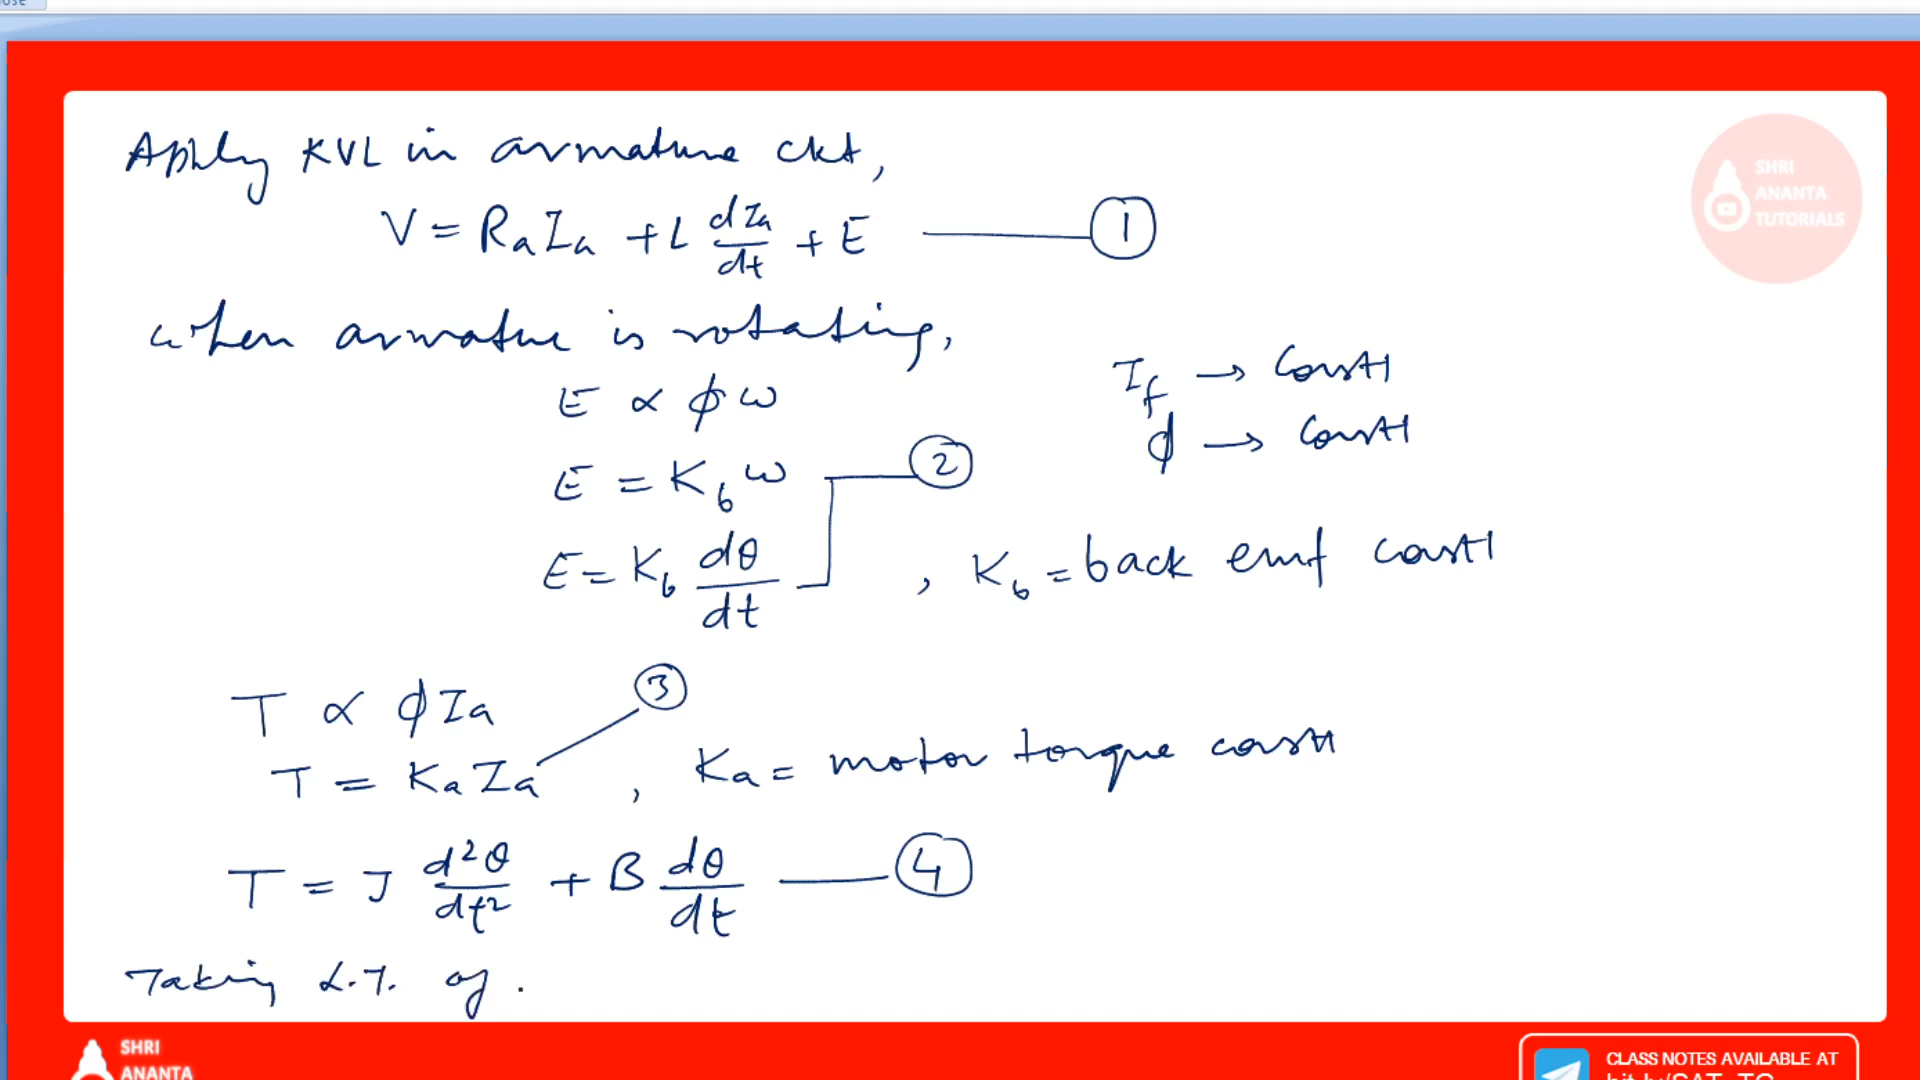 Apply KVL in armature ckt,
V = RaIa + L dIa/dt + E ——— 1
when armature is rotating,
E ∝ ϕω
If → constt
ϕ → constt
E = Kb ω ——— 2
E = Kb dθ/dt , Kb = back emf constt
T ∝ ϕIa
T = KaIa ——— 3 , Ka = motor torque constt
T = J d²θ/dt² + B dθ/dt ——— 4
Taking L.T. of .
SHRI
ANANTA
TUTORIALS
SHRI
ANANTA
CLASS NOTES AVAILABLE AT